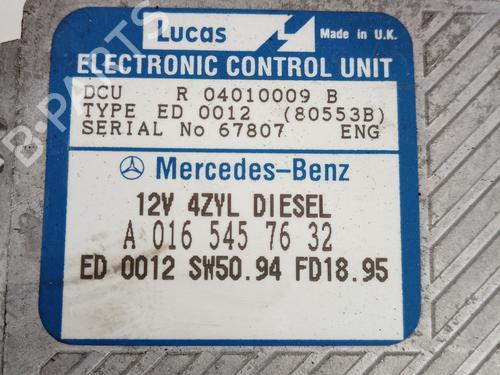 Lucas
Made in U.K.
ELECTRONIC CONTROL UNIT
DCU R 04010009 B
TYPE ED 0012 (80553B)
SERIAL No 67807 ENG
Mercedes-Benz
12V 4ZYL DIESEL
A 016 545 76 32
ED 0012 SW50.94 FD18.95
B-PARTS